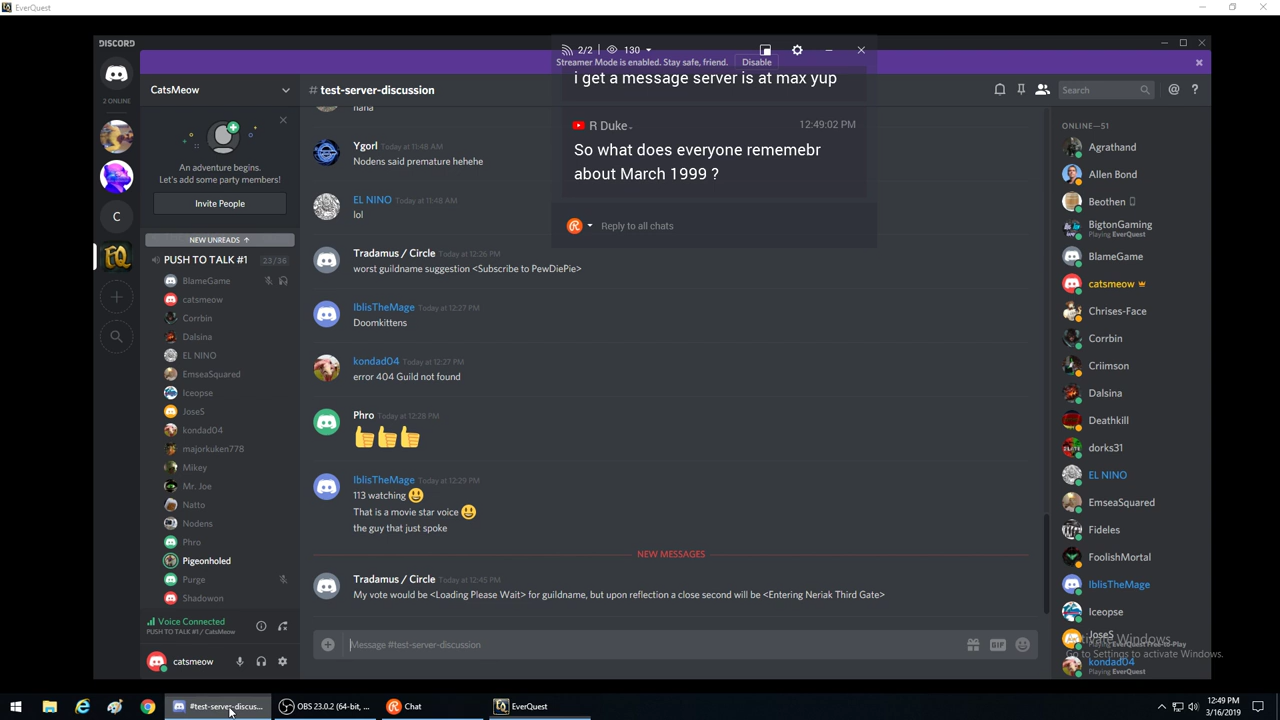 EverQuest
DISCORD
2/2 130
Streamer Mode is enabled. Stay safe, friend. Disable
i get a message server is at max yup
R Duke
12:49:02 PM
So what does everyone rememebr
about March 1999 ?
Reply to all chats
2 ONLINE
C
CatsMeow
An adventure begins.
Let's add some party members!
Invite People
NEW UNREADS ↑
PUSH TO TALK #1 23/36
BlameGame
catsmeow
Corrbin
Dalsina
EL NINO
EmseaSquared
Iceopse
JoseS
kondad04
majorkuken778
Mikey
Mr. Joe
Natto
Nodens
Phro
Pigeonholed
Purge
Shadowon
Voice Connected
PUSH TO TALK #1 / CatsMeow
catsmeow
# test-server-discussion
Search
haha
Ygorl Today at 11:48 AM
Nodens said premature hehehe
EL NINO Today at 11:48 AM
lol
Tradamus / Circle Today at 12:26 PM
worst guildname suggestion <Subscribe to PewDiePie>
IblisTheMage Today at 12:27 PM
Doomkittens
kondad04 Today at 12:27 PM
error 404 Guild not found
Phro Today at 12:28 PM
IblisTheMage Today at 12:29 PM
113 watching
That is a movie star voice
the guy that just spoke
NEW MESSAGES
Tradamus / Circle Today at 12:45 PM
My vote would be <Loading Please Wait> for guildname, but upon reflection a close second will be <Entering Neriak Third Gate>
Message #test-server-discussion
GIF
ONLINE—51
Agrathand
Allen Bond
Beothen
BigtonGaming
Playing EverQuest
BlameGame
catsmeow
Chrises-Face
Corrbin
Criimson
Dalsina
Deathkill
dorks31
EL NINO
EmseaSquared
Fideles
FoolishMortal
IblisTheMage
Iceopse
JoseS
Playing EverQuest Free-to-Play
kondad04
Playing EverQuest
Activate Windows
Go to Settings to activate Windows.
#test-server-discus...
OBS 23.0.2 (64-bit, ...
Chat
EverQuest
12:49 PM
3/16/2019